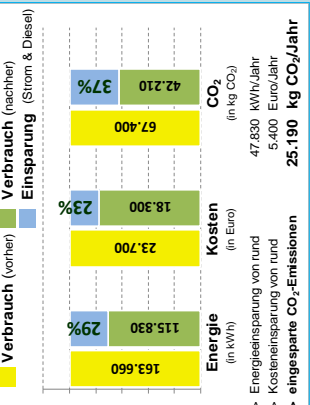 Verbrauch (vorher)
Verbrauch (nachher)
Einsparung (Strom & Diesel)
29%
163.660
115.830
Energie
(in kWh)
23%
23.700
18.300
Kosten
(in Euro)
37%
67.400
42.210
CO₂
(in kg CO₂)
Energieeinsparung von rund 47.830 kWh/Jahr
Kosteneinsparung von rund 5.400 Euro/Jahr
eingesparte CO₂-Emissionen 25.190 kg CO₂/Jahr